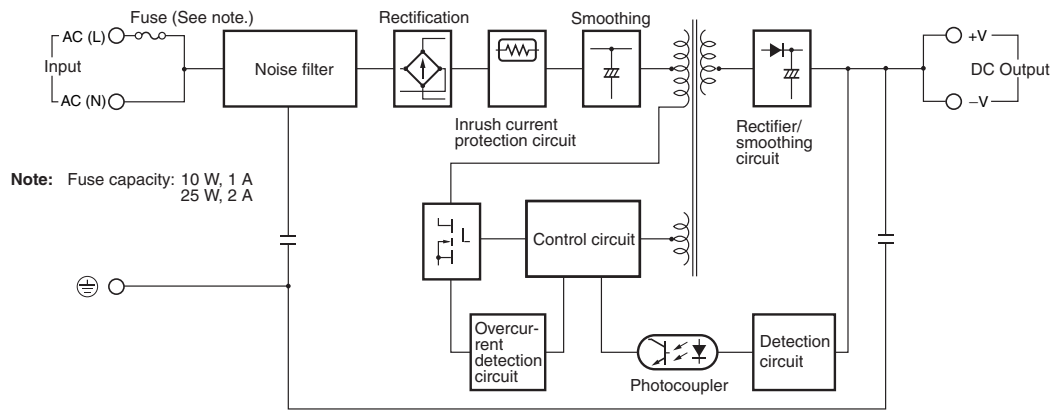 Fuse (See note.)
Rectification
Smoothing
AC (L)
Input
AC (N)
Noise filter
+V
DC Output
–V
Inrush current
protection circuit
Rectifier/
smoothing
circuit
Note: Fuse capacity: 10 W, 1 A
25 W, 2 A
Control circuit
Overcur-
rent
detection
circuit
Photocoupler
Detection
circuit